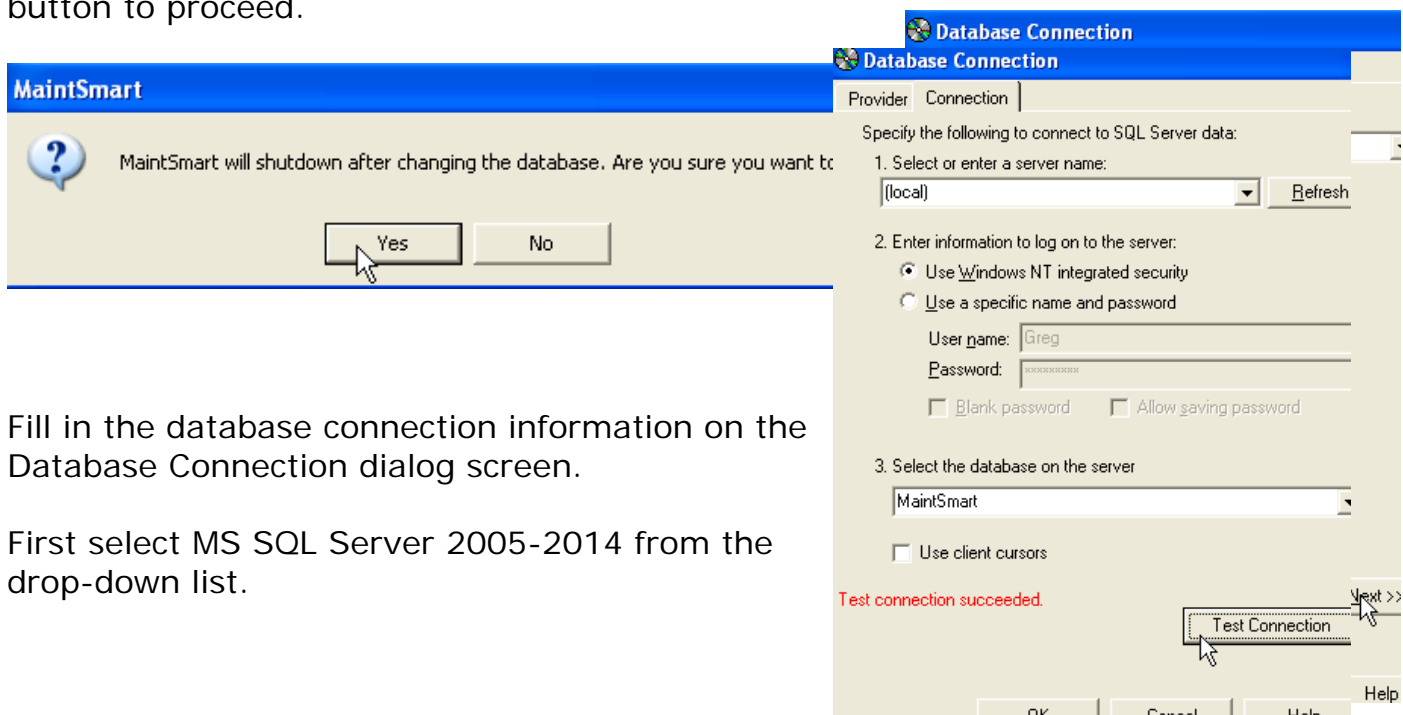 button to proceed.
MaintSmart
MaintSmart will shutdown after changing the database. Are you sure you want to
Yes No
Fill in the database connection information on the
Database Connection dialog screen.
First select MS SQL Server 2005-2014 from the
drop-down list.
Database Connection
Database Connection
Provider Connection
Specify the following to connect to SQL Server data:
1. Select or enter a server name:
(local) Refresh
2. Enter information to log on to the server:
Use Windows NT integrated security
Use a specific name and password
User name: Greg
Password: xxxxxxxxx
Blank password Allow saving password
3. Select the database on the server
MaintSmart
Use client cursors
Test connection succeeded.
Next >>
Test Connection
Help
OK Cancel Help